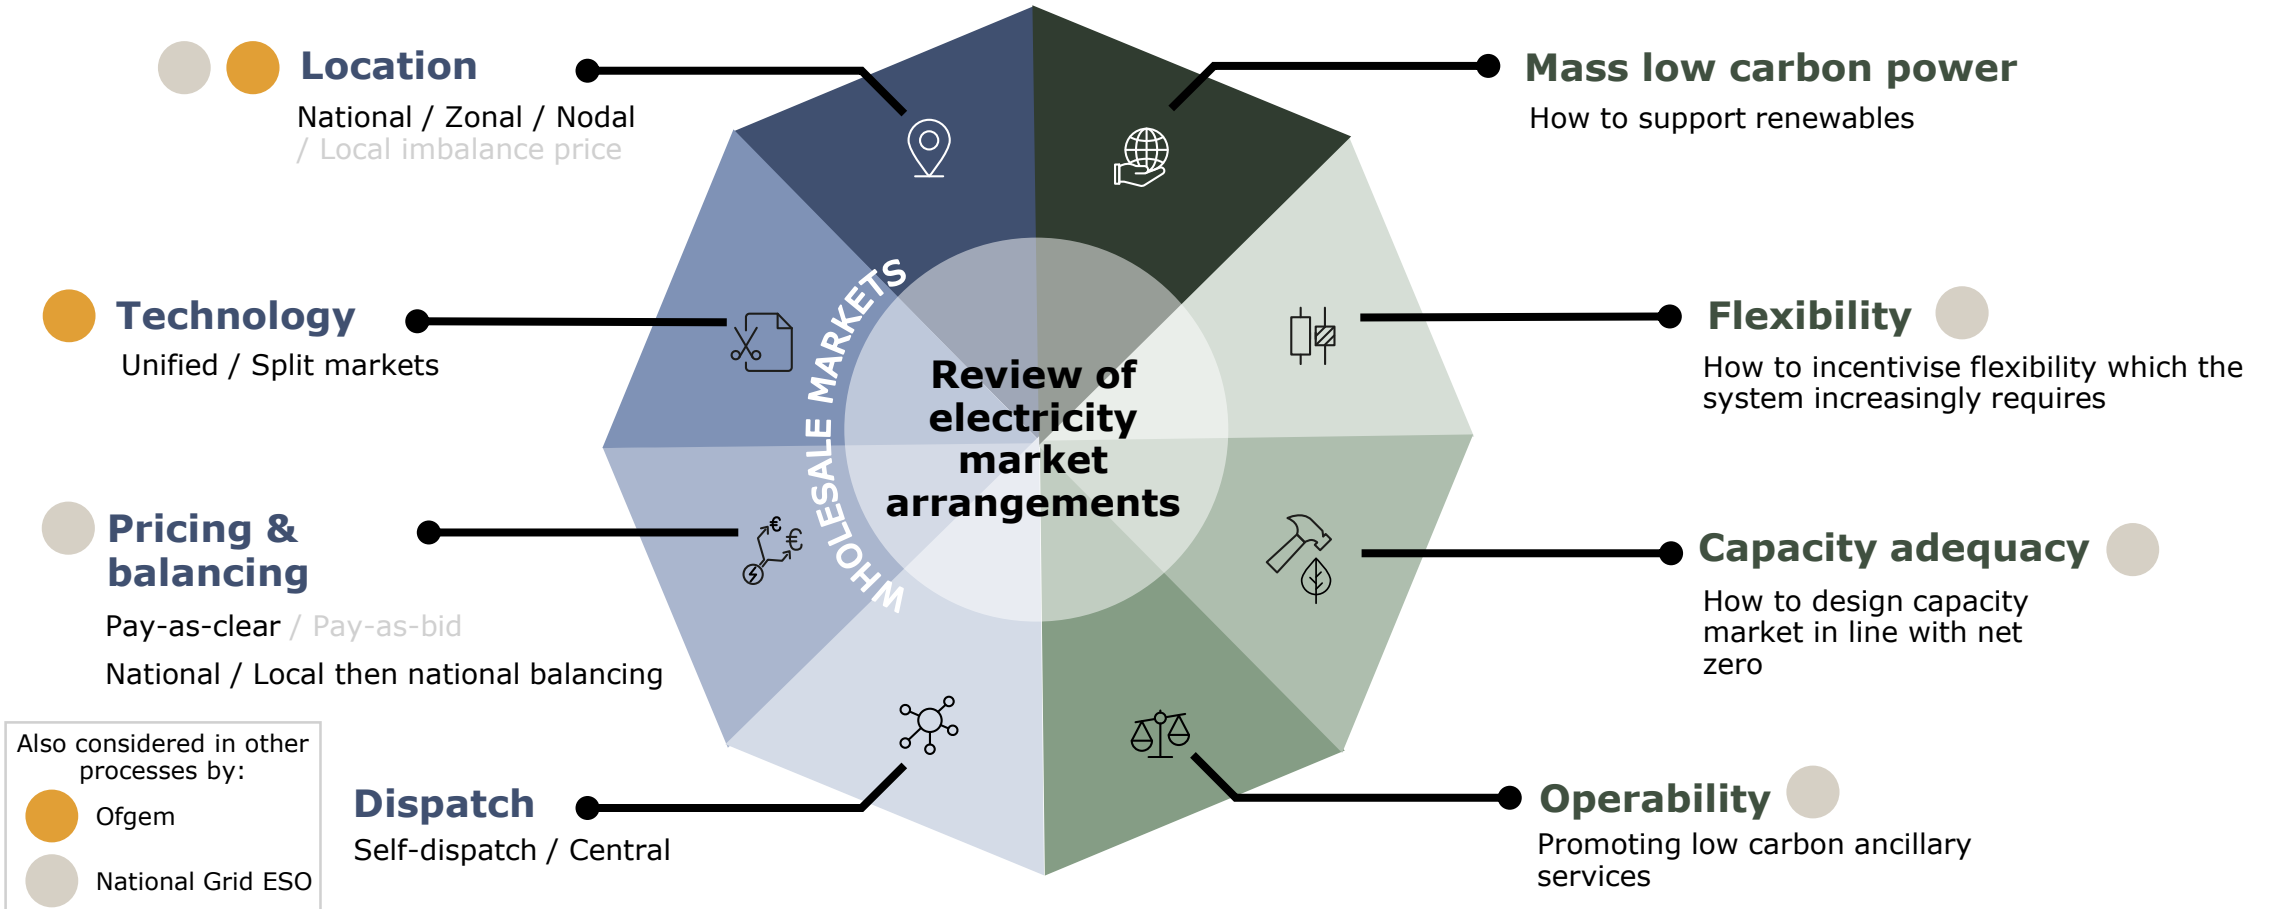 Location
National / Zonal / Nodal
/ Local imbalance price
Technology
Unified / Split markets
Pricing &
balancing
Pay-as-clear / Pay-as-bid
National / Local then national balancing
Dispatch
Self-dispatch / Central
Also considered in other
processes by:
Ofgem
National Grid ESO
WHOLESALE MARKETS
Review of
electricity
market
arrangements
€
€
Mass low carbon power
How to support renewables
Flexibility
How to incentivise flexibility which the
system increasingly requires
Capacity adequacy
How to design capacity
market in line with net
zero
Operability
Promoting low carbon ancillary
services